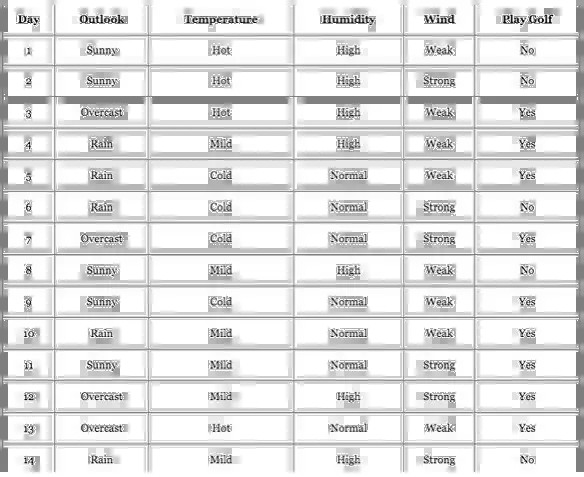 Day Outlook Temperature Humidity Wind Play Golf
1 Sunny Hot High Weak No
2 Sunny Hot High Strong No
3 Overcast Hot High Weak Yes
4 Rain Mild High Weak Yes
5 Rain Cold Normal Weak Yes
6 Rain Cold Normal Strong No
7 Overcast Cold Normal Strong Yes
8 Sunny Mild High Weak No
9 Sunny Cold Normal Weak Yes
10 Rain Mild Normal Weak Yes
11 Sunny Mild Normal Strong Yes
12 Overcast Mild High Strong Yes
13 Overcast Hot Normal Weak Yes
14 Rain Mild High Strong No